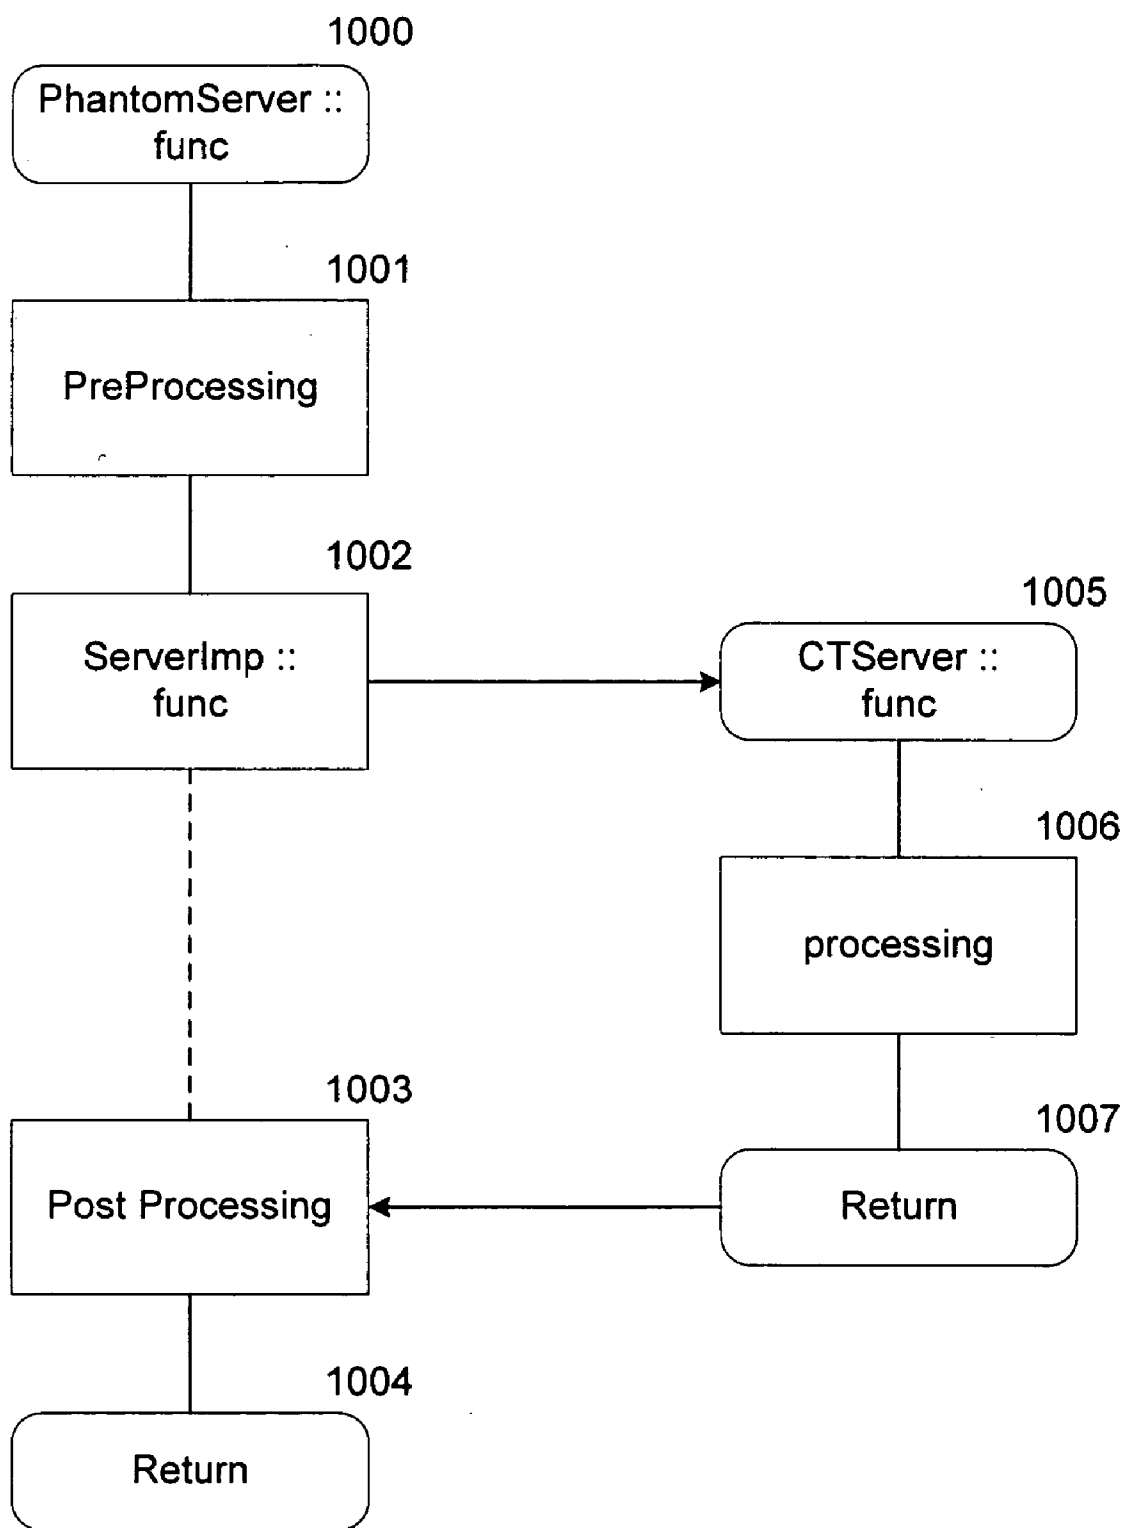 1000
PhantomServer ::
func
1001
PreProcessing
1002
ServerImp ::
func
1005
CTServer ::
func
1006
processing
1003
Post Processing
1007
Return
1004
Return